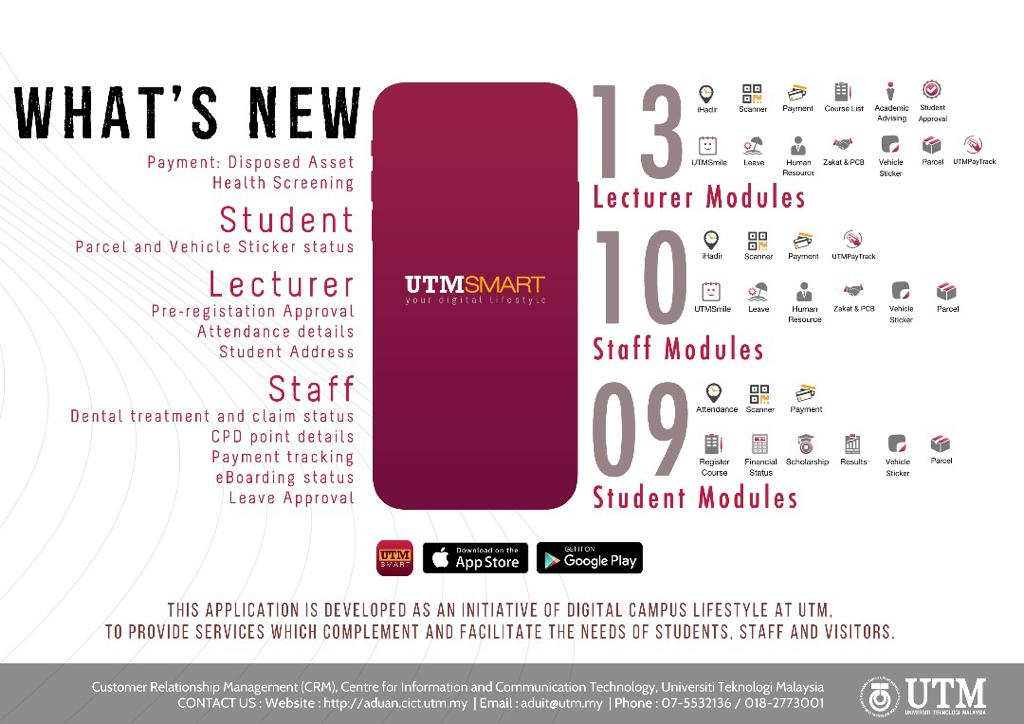 WHAT'S NEW
Payment: Disposed Asset
Health Screening
Student
Parcel and Vehicle Sticker status
Lecturer
Pre-registation Approval
Attendance details
Student Address
Staff
Dental treatment and claim status
CPD point details
Payment tracking
eBoarding status
Leave Approval
UTMSMART
your digital lifestyle
13
iHadir Scanner Payment Course List Academic Advising Student Approval
UTMSmile Leave Human Resource Zakat & PCB Vehicle Sticker Parcel UTMPayTrack
Lecturer Modules
10
iHadir Scanner Payment UTMPayTrack
UTMSmile Leave Human Resource Zakat & PCB Vehicle Sticker Parcel
Staff Modules
09
Attendance Scanner Payment
Register Course Financial Status Scholarship Results Vehicle Sticker Parcel
Student Modules
UTM
SMART
Download on the
App Store
GET IT ON
Google Play
THIS APPLICATION IS DEVELOPED AS AN INITIATIVE OF DIGITAL CAMPUS LIFESTYLE AT UTM,
TO PROVIDE SERVICES WHICH COMPLEMENT AND FACILITATE THE NEEDS OF STUDENTS, STAFF AND VISITORS.
Customer Relationship Management (CRM), Centre for Information and Communication Technology, Universiti Teknologi Malaysia
CONTACT US : Website : http://aduan.cict.utm.my | Email : aduit@utm.my | Phone : 07-5532136 / 018-2773001
UTM
UNIVERSITI TEKNOLOGI MALAYSIA